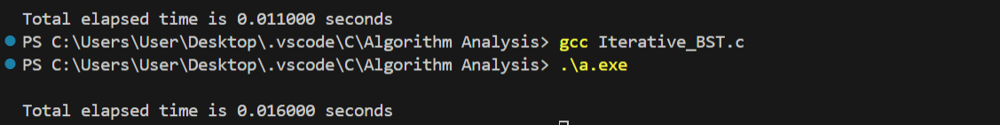 Total elapsed time is 0.011000 seconds
PS C:\Users\User\Desktop\.vscode\C\Algorithm Analysis> gcc Iterative_BST.c
PS C:\Users\User\Desktop\.vscode\C\Algorithm Analysis> .\a.exe
Total elapsed time is 0.016000 seconds